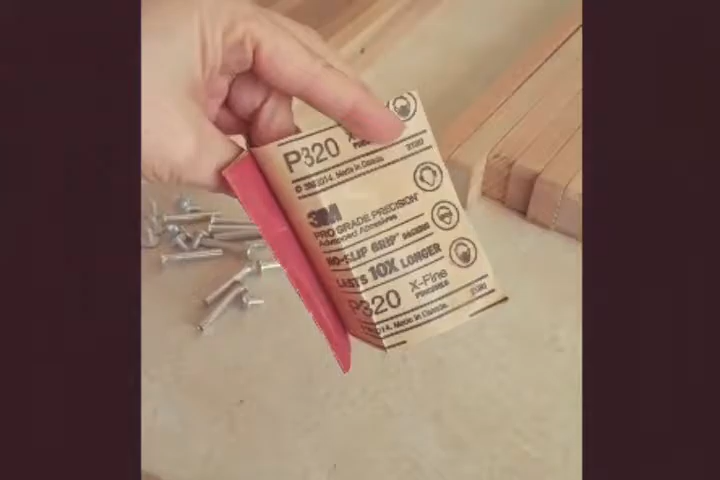 P320 X-Fine
© 3M 2014. Made in Canada.
3M
PRO GRADE PRECISION
Advanced Abrasives
NO-SLIP GRIP BACKING
LASTS 10X LONGER
P320 X-Fine
Made in Canada.